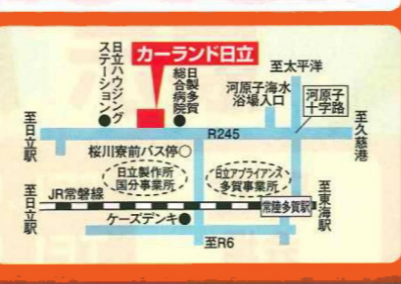 日立ハウジング
ステーション
カーランド日立
日製多賀
総合病院
至太平洋
河原子海水
浴場入口
河原子
十字路
至日立駅
R245
至久慈港
桜川寮前バス停
日立製作所
国分事業所
日立アプライアンス
多賀事業所
至日立駅
JR常磐線
常陸多賀駅
至東海駅
ケーズデンキ
至R6